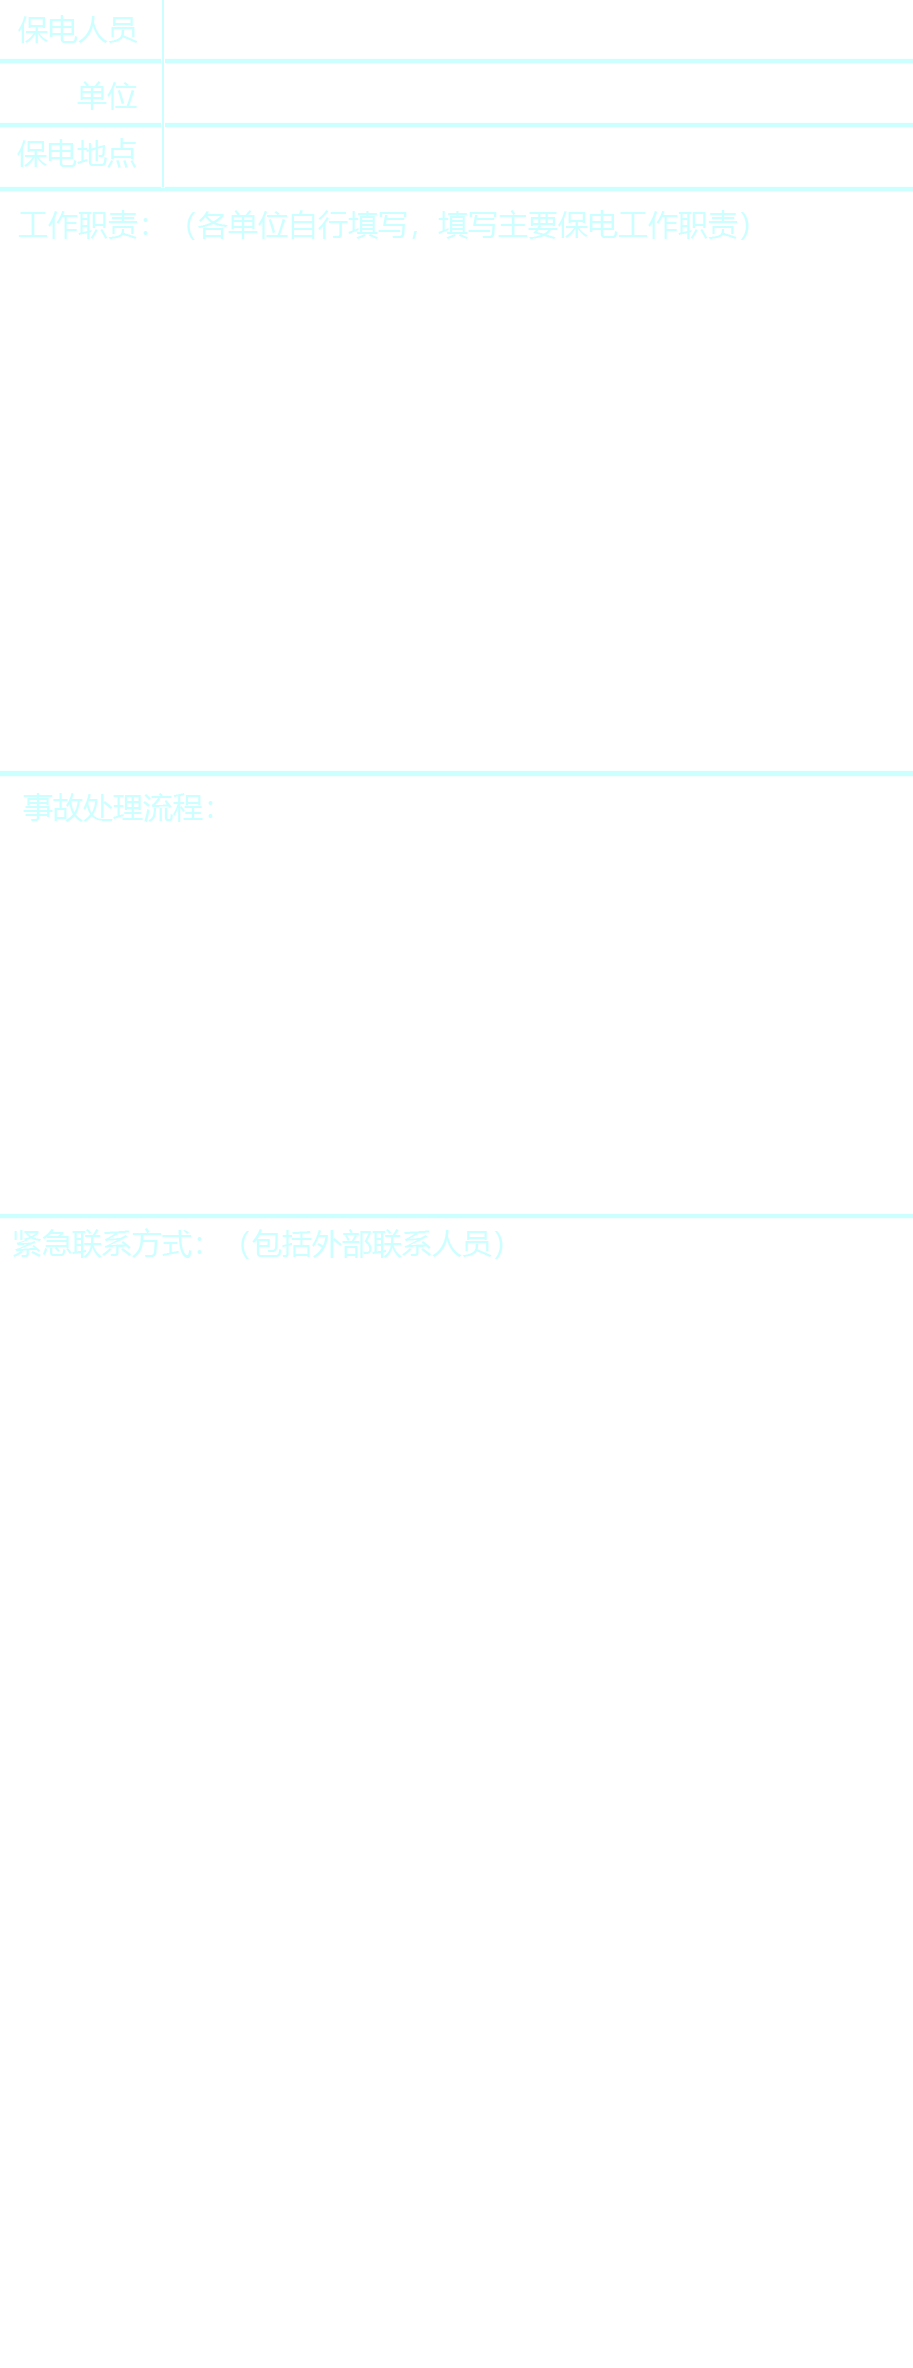 保电人员
单位
保电地点
工作职责：（各单位自行填写，填写主要保电工作职责）
事故处理流程：
紧急联系方式：（包括外部联系人员）